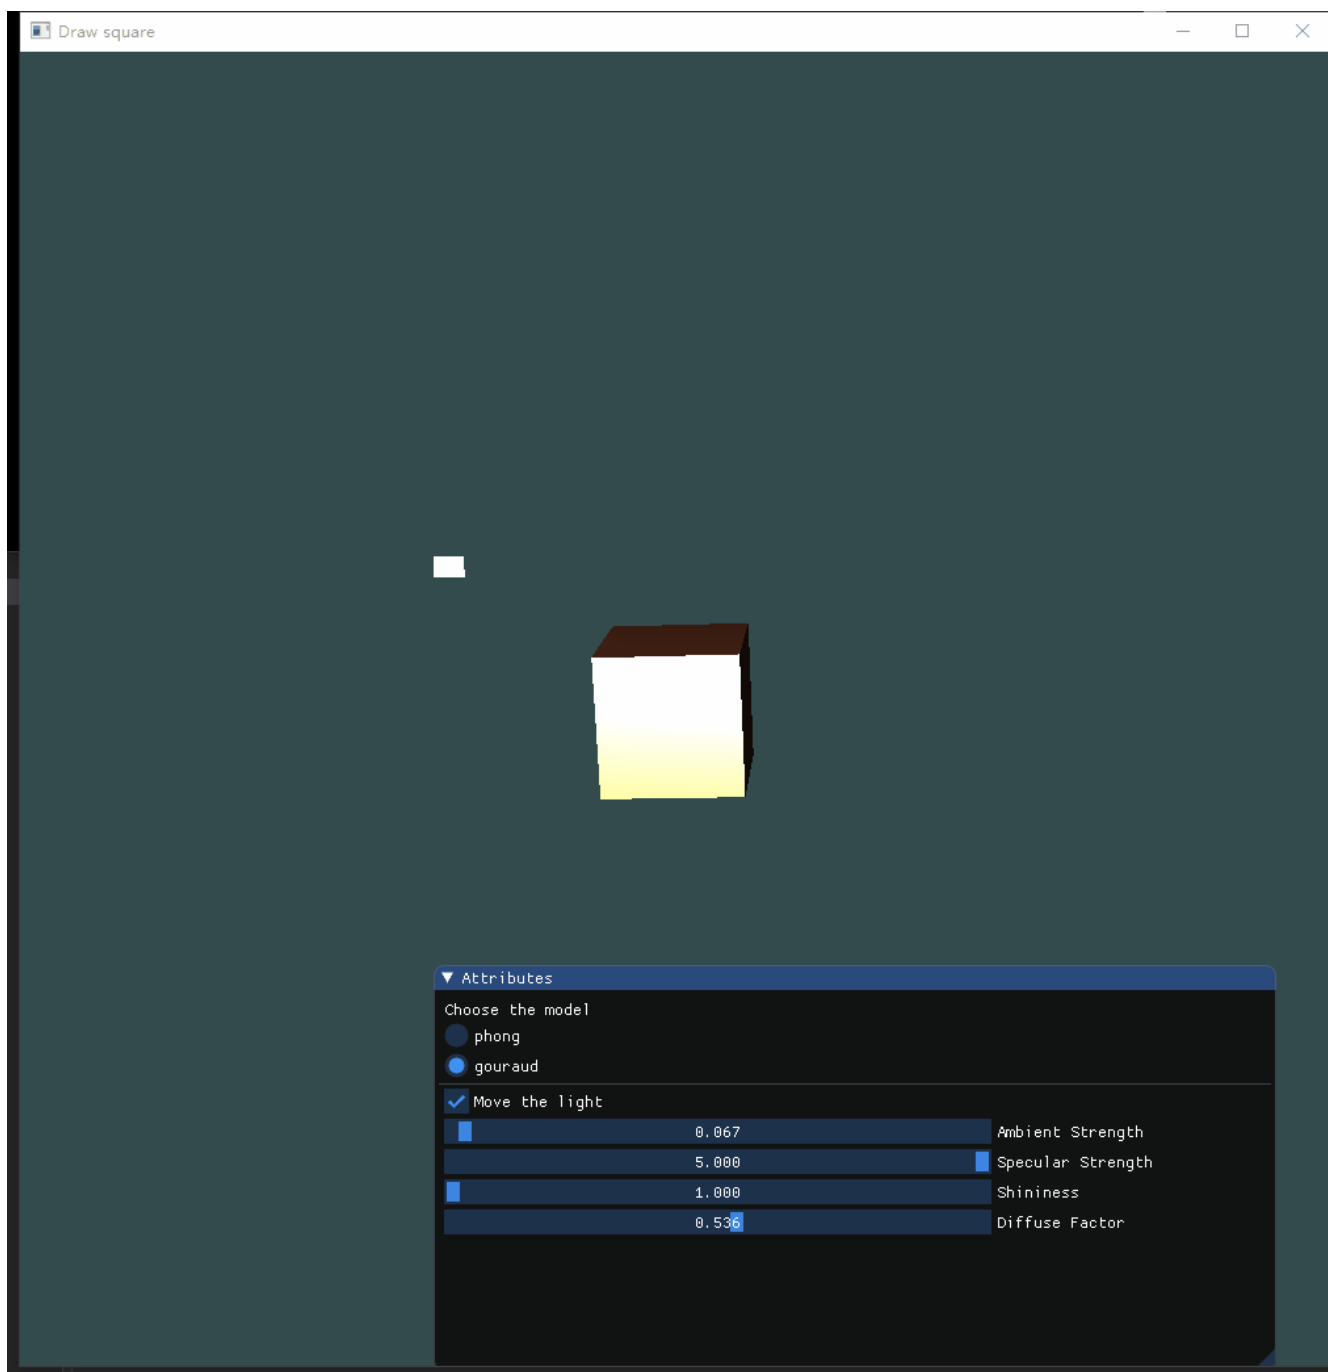 Draw square
Attributes
Choose the model
phong
gouraud
Move the light
0.067 Ambient Strength
5.000 Specular Strength
1.000 Shininess
0.536 Diffuse Factor